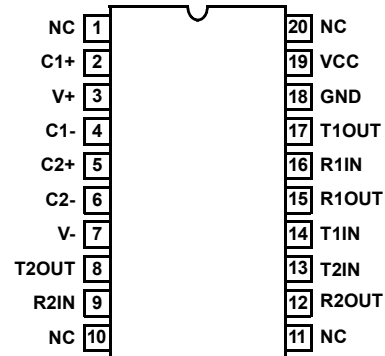 NC 1 20 NC
C1+ 2 19 VCC
V+ 3 18 GND
C1- 4 17 T1OUT
C2+ 5 16 R1IN
C2- 6 15 R1OUT
V- 7 14 T1IN
T2OUT 8 13 T2IN
R2IN 9 12 R2OUT
NC 10 11 NC